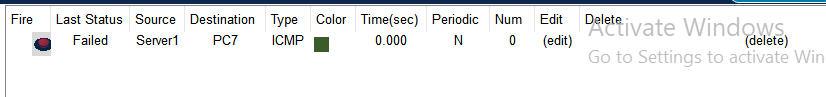 Fire Last Status Source Destination Type Color Time(sec) Periodic Num Edit Delete
Failed Server1 PC7 ICMP 0.000 N 0 (edit) (delete)
Activate Windows
Go to Settings to activate Win